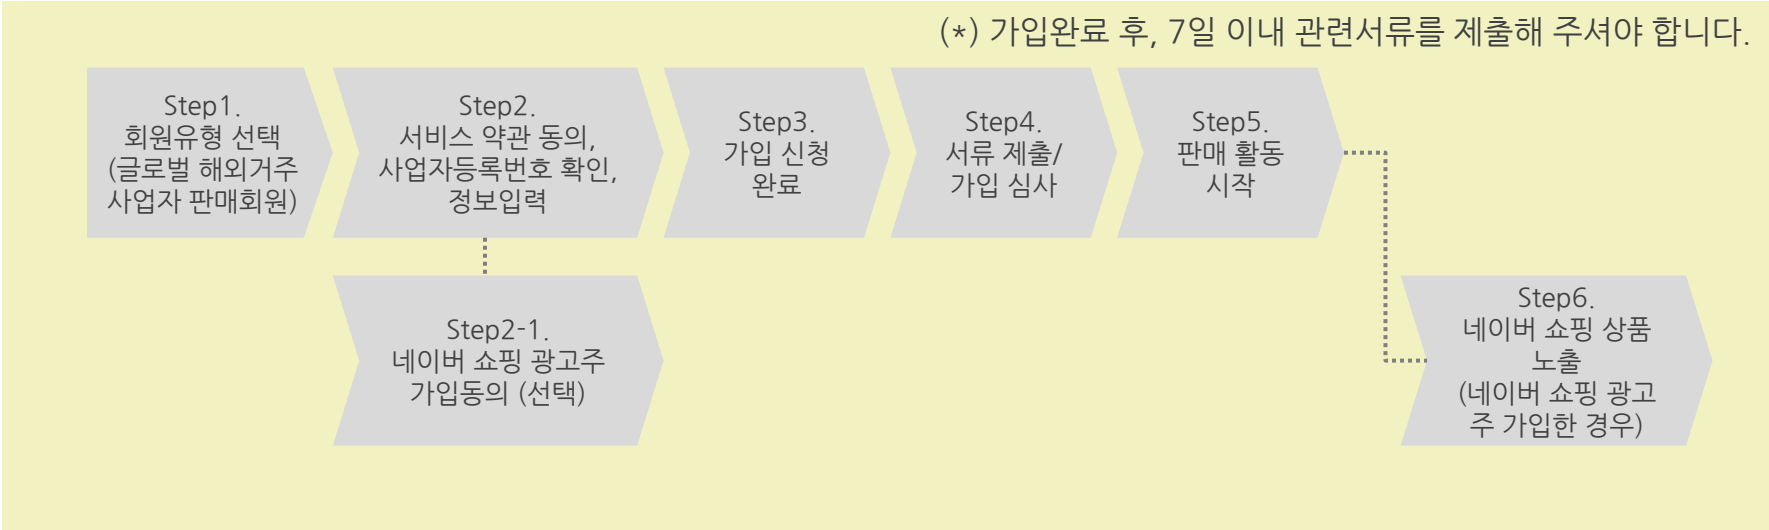 (*) 가입완료 후, 7일 이내 관련서류를 제출해 주셔야 합니다.
Step1.
회원유형 선택
(글로벌 해외거주
사업자 판매회원)
Step2.
서비스 약관 동의,
사업자등록번호 확인,
정보입력
Step3.
가입 신청
완료
Step4.
서류 제출/
가입 심사
Step5.
판매 활동
시작
Step2-1.
네이버 쇼핑 광고주
가입동의 (선택)
Step6.
네이버 쇼핑 상품
노출
(네이버 쇼핑 광고
주 가입한 경우)